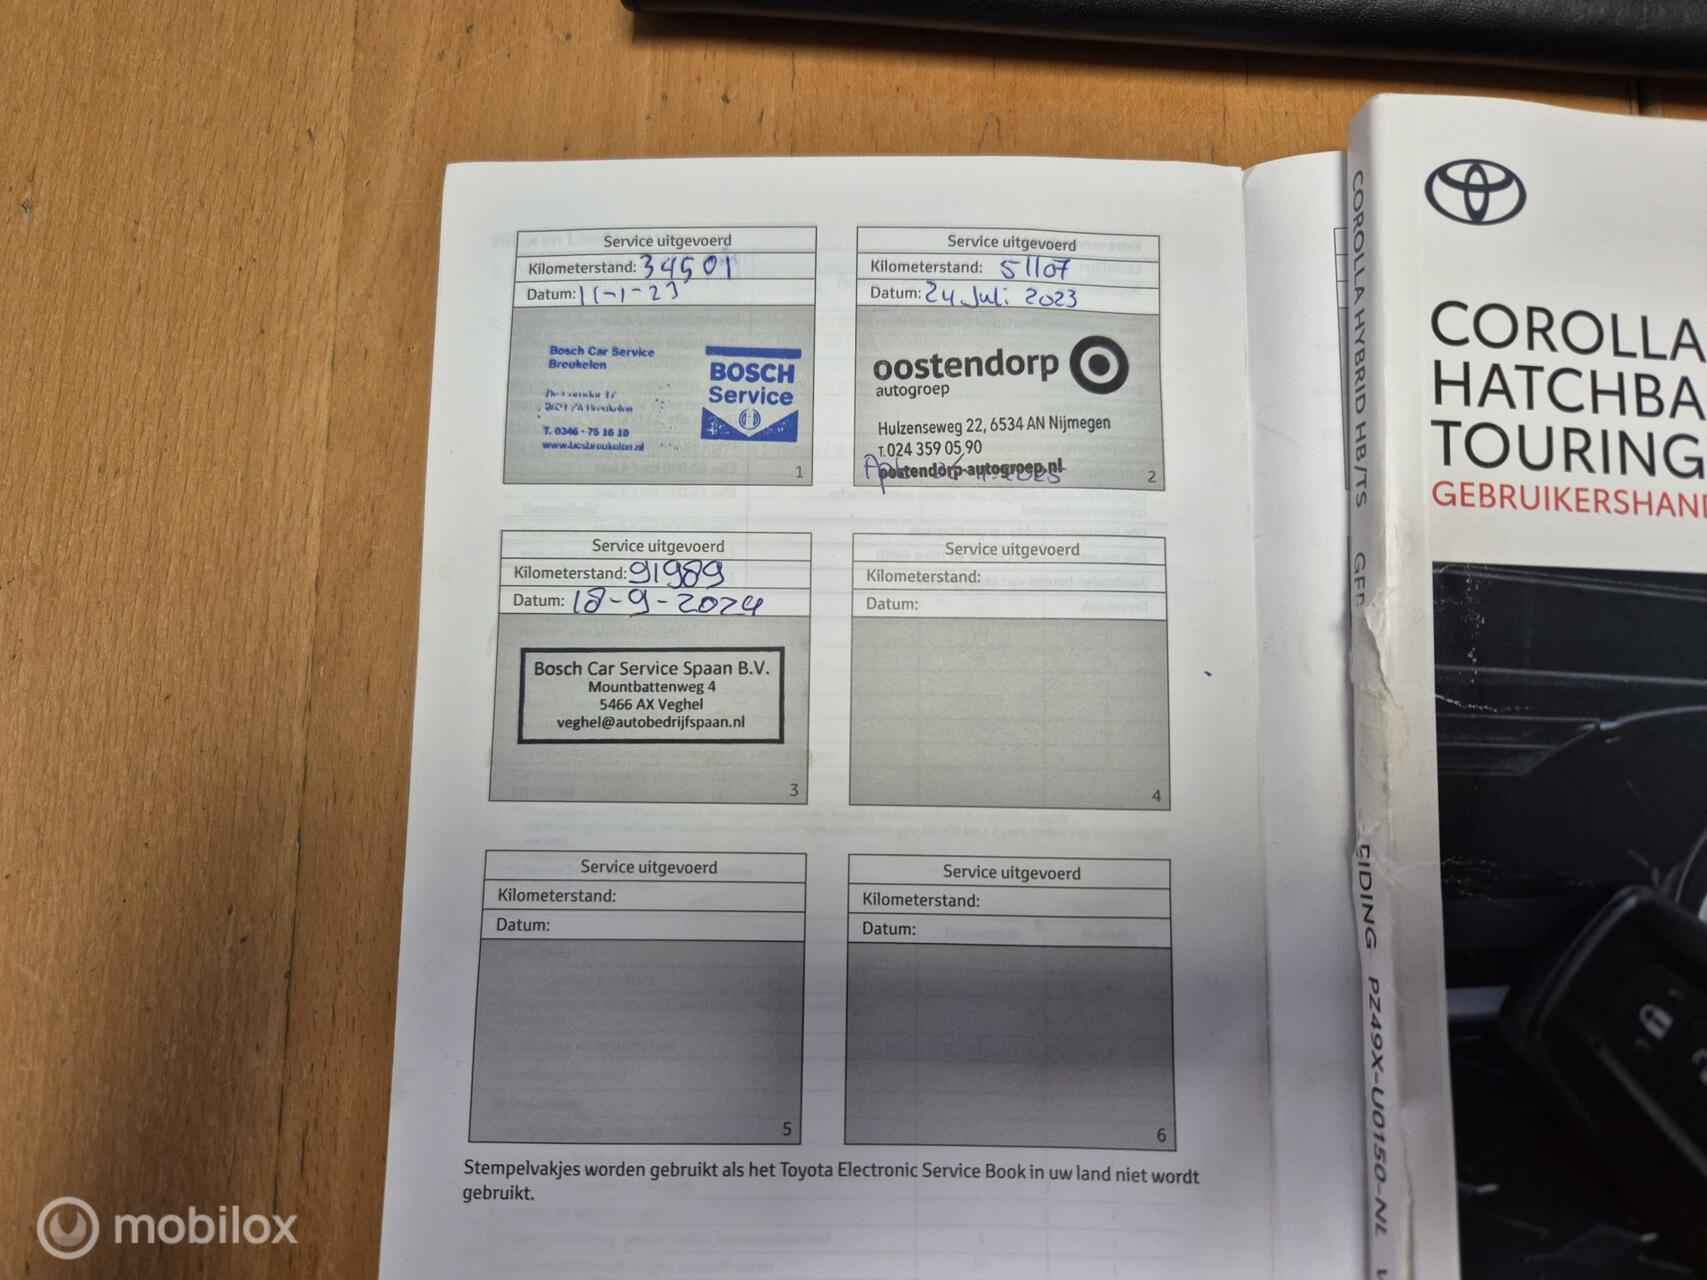 Service uitgevoerd
Kilometerstand: 34501
Datum: 11-1-23
Bosch Car Service
Breukelen
T. 0346 - 75 16 10
www.bcsbreukelen.nl
BOSCH
Service
1
Service uitgevoerd
Kilometerstand: 51107
Datum: 24 Juli 2023
oostendorp
autogroep
Hulzenseweg 22, 6534 AN Nijmegen
T. 024 359 05 90
oostendorp-autogroep.nl
2
Service uitgevoerd
Kilometerstand: 91989
Datum: 18-9-2024
Bosch Car Service Spaan B.V.
Mountbattenweg 4
5466 AX Veghel
veghel@autobedrijfspaan.nl
3
Service uitgevoerd
Kilometerstand:
Datum:
4
Service uitgevoerd
Kilometerstand:
Datum:
5
Service uitgevoerd
Kilometerstand:
Datum:
6
Stempelvakjes worden gebruikt als het Toyota Electronic Service Book in uw land niet wordt
gebruikt.
COROLLA HYBRID HB/TS
EIDING PZ49X-U0150-NL
COROLLA
HATCHBA
TOURING
GEBRUIKERSHAN
mobilox